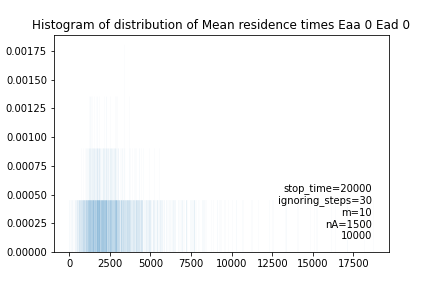 Histogram of distribution of Mean residence times Eaa 0 Ead 0
0.00175
0.00150
0.00125
0.00100
0.00075
0.00050
0.00025
0.00000
stop_time=20000
ignoring_steps=30
m=10
nA=1500
10000
0 2500 5000 7500 10000 12500 15000 17500